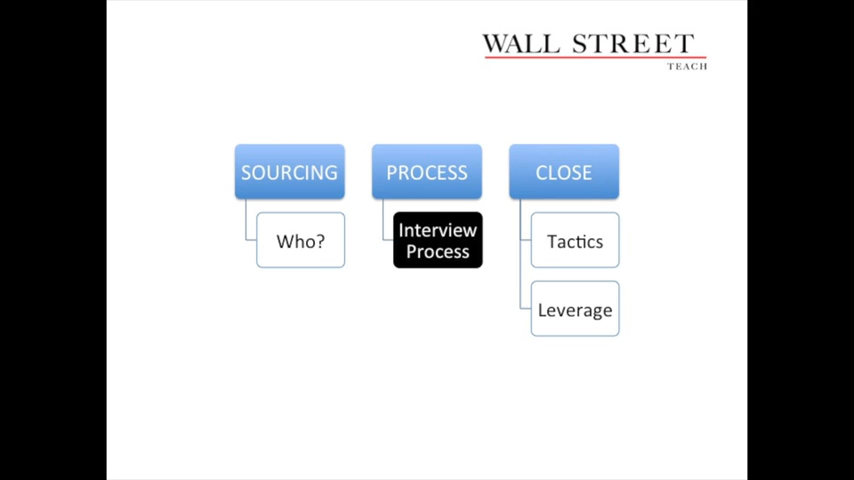 WALL STREET
TEACH
SOURCING
PROCESS
CLOSE
Who?
Interview
Process
Tactics
Leverage